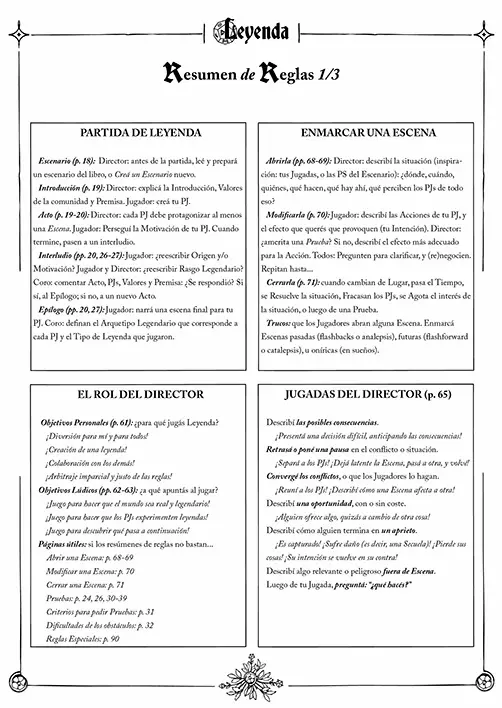 Leyenda
Resumen de Reglas 1/3
PARTIDA DE LEYENDA
Escenario (p. 18): Director: antes de la partida, leé y prepará
un escenario del libro, o Creá un Escenario nuevo.
Introducción (p. 19): Director: explicá la Introducción, Valores
de la comunidad y Premisa. Jugador: creá tu PJ.
Acto (p. 19-20): Director: cada PJ debe protagonizar al menos
una Escena. Jugador: Perseguí la Motivación de tu PJ. Cuando
termine, pasen a un interludio.
Interludio (pp. 20, 26-27): Jugador: ¿reescribir Origen y/o
Motivación? Jugador y Director: ¿reescribir Rasgo Legendario?
Coro: comentar Acto, PJs, Valores y Premisa: ¿Se respondió? Si
sí, al Epílogo; si no, a un nuevo Acto.
Epílogo (pp. 20, 27): Jugador: narrá una escena final para tu
PJ. Coro: definan el Arquetipo Legendario que corresponde a
cada PJ y el Tipo de Leyenda que jugaron.
ENMARCAR UNA ESCENA
Abrirla (pp. 68-69): Director: describí la situación (inspira-
ción: tus Jugadas, o las PS del Escenario): ¿dónde, cuándo,
quiénes, qué hacen, qué hay ahí, qué perciben los PJs de todo
eso?
Modificarla (p. 70): Jugador: describí las Acciones de tu PJ, y
el efecto que querés que provoquen (tu Intención). Director:
¿amerita una Prueba? Si no, describí el efecto más adecuado
para la Acción. Todos: Pregunten para clarificar, y (re)negocien.
Repitan hasta...
Cerrarla (p. 71): cuando cambian de Lugar, pasa el Tiempo,
se Resuelve la situación, Fracasan los PJs, se Agota el interés de
la situación, o luego de una Prueba.
Trucos: que los Jugadores abran alguna Escena. Enmarcá
Escenas pasadas (flashbacks o analepsis), futuras (flashforward
o catalepsis), u oníricas (en sueños).
EL ROL DEL DIRECTOR
Objetivos Personales (p. 61): ¿para qué jugás Leyenda?
¡Diversión para mí y para todos!
¡Creación de una leyenda!
¡Colaboración con los demás!
¡Arbitraje imparcial y justo de las reglas!
Objetivos Lúdicos (pp. 62-63): ¿a qué apuntás al jugar?
¡Juego para hacer que el mundo sea real y legendario!
¡Juego para hacer que los PJs experimenten leyendas!
¡Juego para descubrir qué pasa a continuación!
Páginas útiles: si los resúmenes de reglas no bastan...
Abrir una Escena: p. 68-69
Modificar una Escena: p. 70
Cerrar una Escena: p. 71
Pruebas: p. 24, 26, 30-39
Criterios para pedir Pruebas: p. 31
Dificultades de los obstáculos: p. 32
Reglas Especiales: p. 90
JUGADAS DEL DIRECTOR (p. 65)
Describí las posibles consecuencias.
¡Presentá una decisión difícil, anticipando las consecuencias!
Retrasá o poné una pausa en el conflicto o situación.
¡Separá a los PJs! ¡Dejá latente la Escena, pasá a otra, y volvé!
Convergé los conflictos, o que los Jugadores lo hagan.
¡Reuní a los PJs! ¡Describí cómo una Escena afecta a otra!
Describí una oportunidad, con o sin coste.
¡Alguien ofrece algo, quizás a cambio de otra cosa!
Describí cómo alguien termina en un aprieto.
¡Es capturado! ¡Sufre daño (es decir, una Secuela)! ¡Pierde sus
cosas! ¡Su intención se vuelve en su contra!
Describí algo relevante o peligroso fuera de Escena.
Luego de tu Jugada, preguntá: "¿qué hacés?"